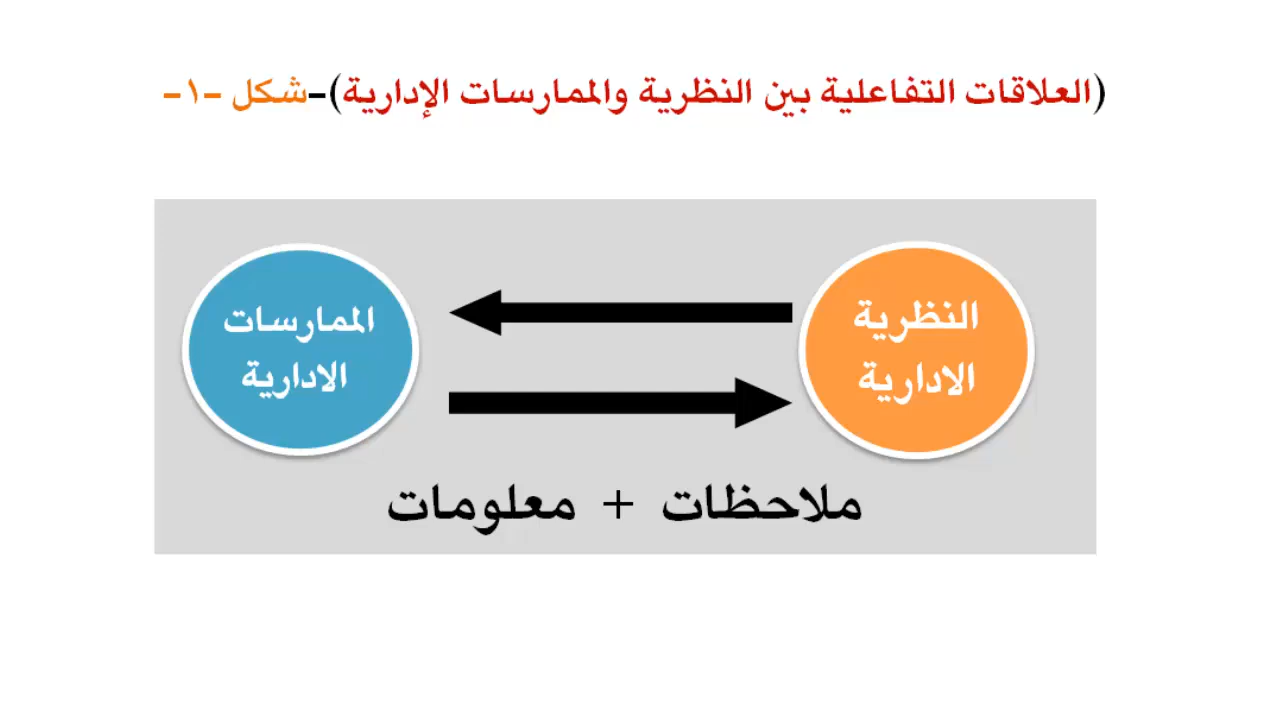 (العلاقات التفاعلية بين النظرية والممارسات الإدارية)-شكل -١-
النظرية
الادارية
الممارسات
الادارية
ملاحظات + معلومات